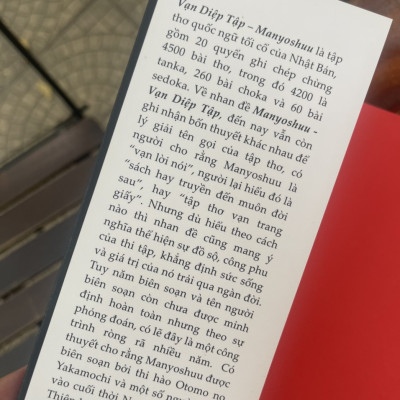 Vạn Diệp Tập – Manyoshuu là tập
thơ quốc ngữ tối cổ của Nhật Bản,
gồm 20 quyển ghi chép chừng
4500 bài thơ, trong đó 4200 là
tanka, 260 bài choka và 60 bài
sedoka. Về nhan đề Manyoshuu -
Vạn Diệp Tập, đến nay vẫn còn
ghi nhận bốn thuyết khác nhau để
lý giải tên gọi của tập thơ, có
người cho rằng Manyoshuu là
“vạn lời nói”, người lại hiểu đó là
“sách hay truyền đến muôn đời
sau”, hay “tập thơ vạn trang
giấy”. Nhưng dù hiểu theo cách
nào thì nhan đề cũng mang ý
nghĩa thể hiện sự đồ sộ, công phu
của thi tập, khẳng định sức sống
và giá trị của nó trải qua ngàn đời.
Tuy năm biên soạn và tên người
biên soạn còn chưa được minh
định hoàn toàn nhưng theo sự
phỏng đoán, có lẽ đây là một công
trình ròng rã nhiều năm. Có
thuyết cho rằng Manyoshuu được
biên soạn bởi thi hào Otomo no
Yakamochi và một số
vào cuối thời